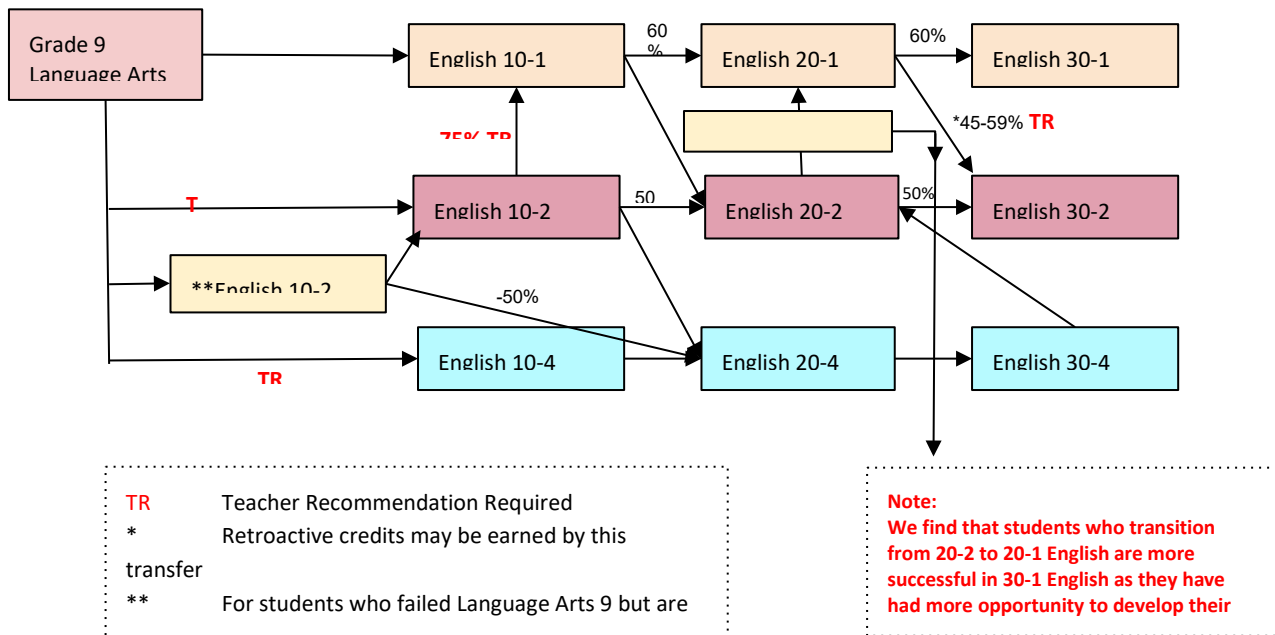 Grade 9
Language Arts
English 10-1
60
%
English 20-1
60%
English 30-1
75% TR
*45-59% TR
T
English 10-2
50
English 20-2
50%
English 30-2
**English 10-2
-50%
TR
English 10-4
English 20-4
English 30-4
TR Teacher Recommendation Required
* Retroactive credits may be earned by this
transfer
** For students who failed Language Arts 9 but are
Note:
We find that students who transition
from 20-2 to 20-1 English are more
successful in 30-1 English as they have
had more opportunity to develop their